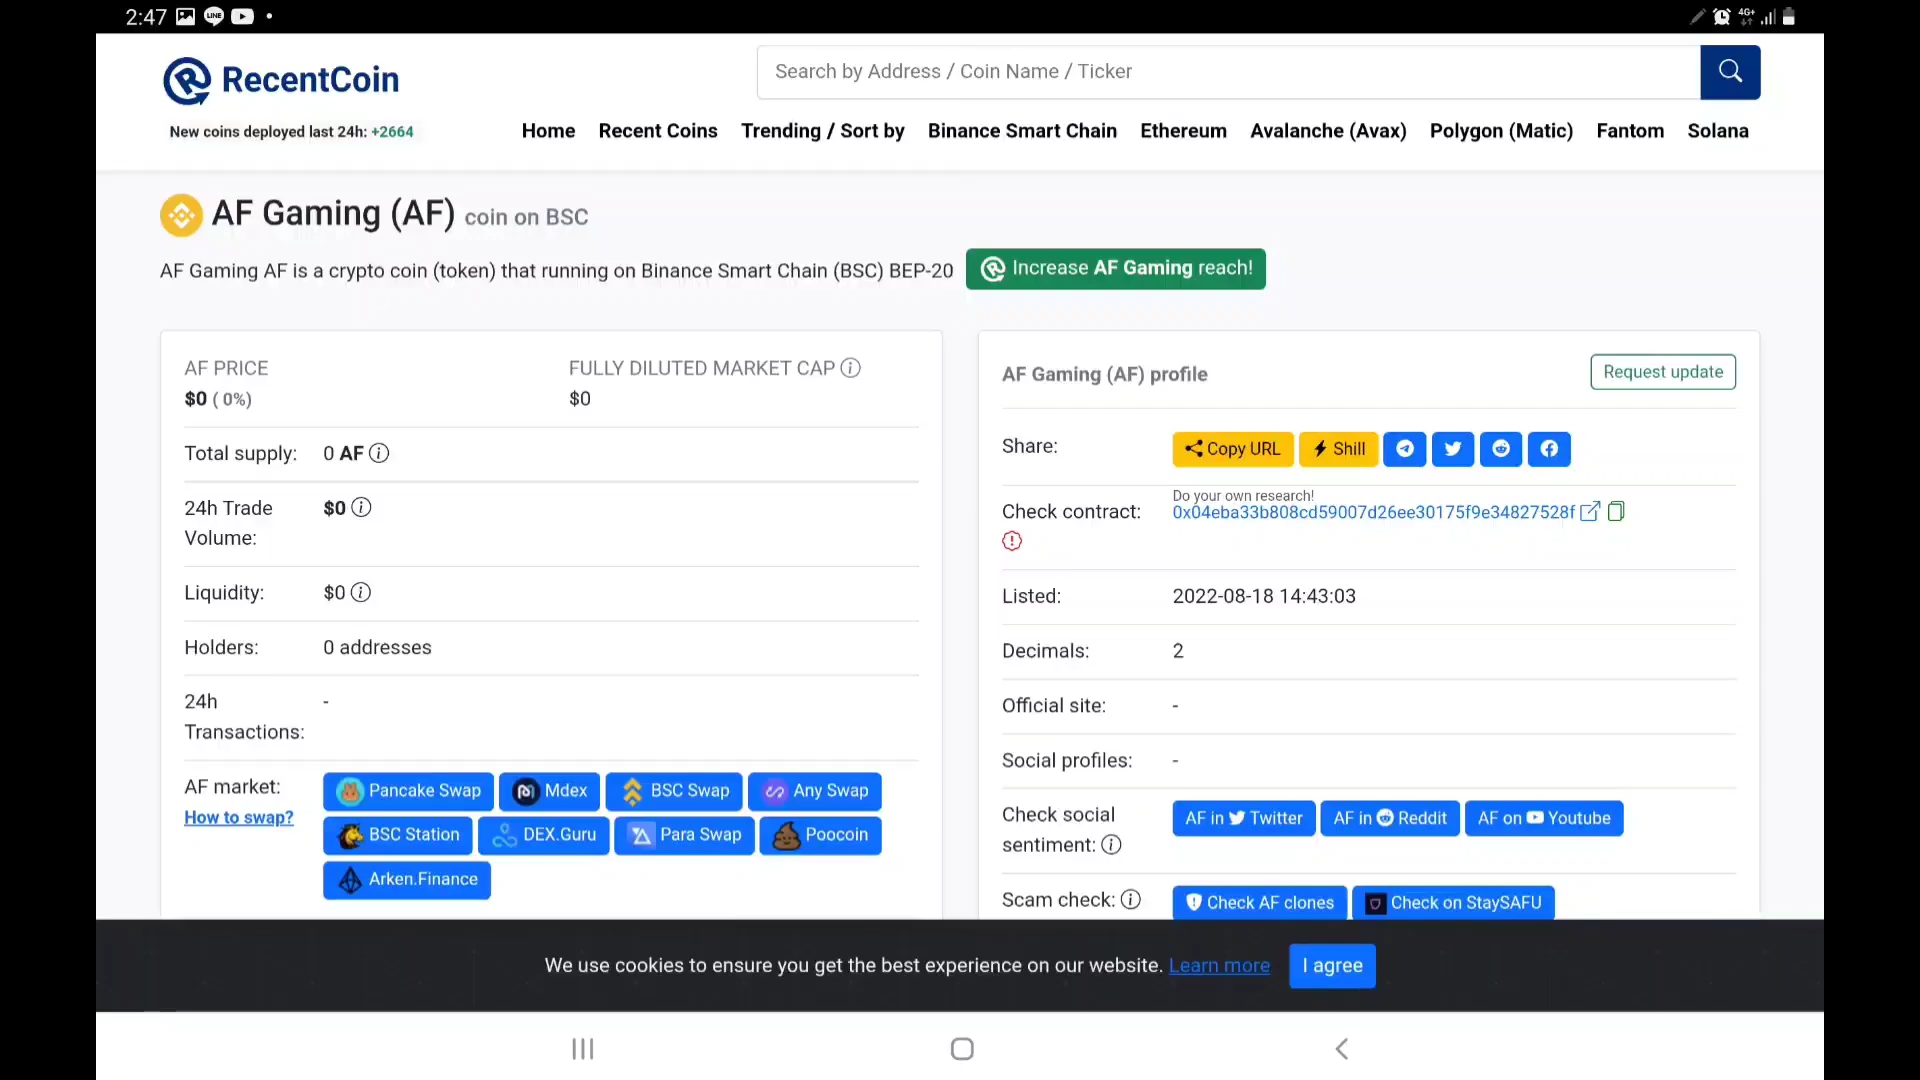 2:47
LINE
4G+
RecentCoin
Search by Address / Coin Name / Ticker
New coins deployed last 24h: +2664
Home Recent Coins Trending / Sort by Binance Smart Chain Ethereum Avalanche (Avax) Polygon (Matic) Fantom Solana
AF Gaming (AF) coin on BSC
AF Gaming AF is a crypto coin (token) that running on Binance Smart Chain (BSC) BEP-20
Increase AF Gaming reach!
AF PRICE
$0 ( 0%)
FULLY DILUTED MARKET CAP
$0
Total supply: 0 AF
24h Trade Volume: $0
Liquidity: $0
Holders: 0 addresses
24h Transactions: -
AF market:
How to swap?
Pancake Swap Mdex BSC Swap Any Swap
BSC Station DEX.Guru Para Swap Poocoin
Arken.Finance
AF Gaming (AF) profile
Request update
Share: Copy URL Shill
Do your own research!
Check contract: 0x04eba33b808cd59007d26ee30175f9e34827528f
Listed: 2022-08-18 14:43:03
Decimals: 2
Official site: -
Social profiles: -
Check social sentiment: AF in Twitter AF in Reddit AF on Youtube
Scam check: Check AF clones Check on StaySAFU
We use cookies to ensure you get the best experience on our website. Learn more I agree